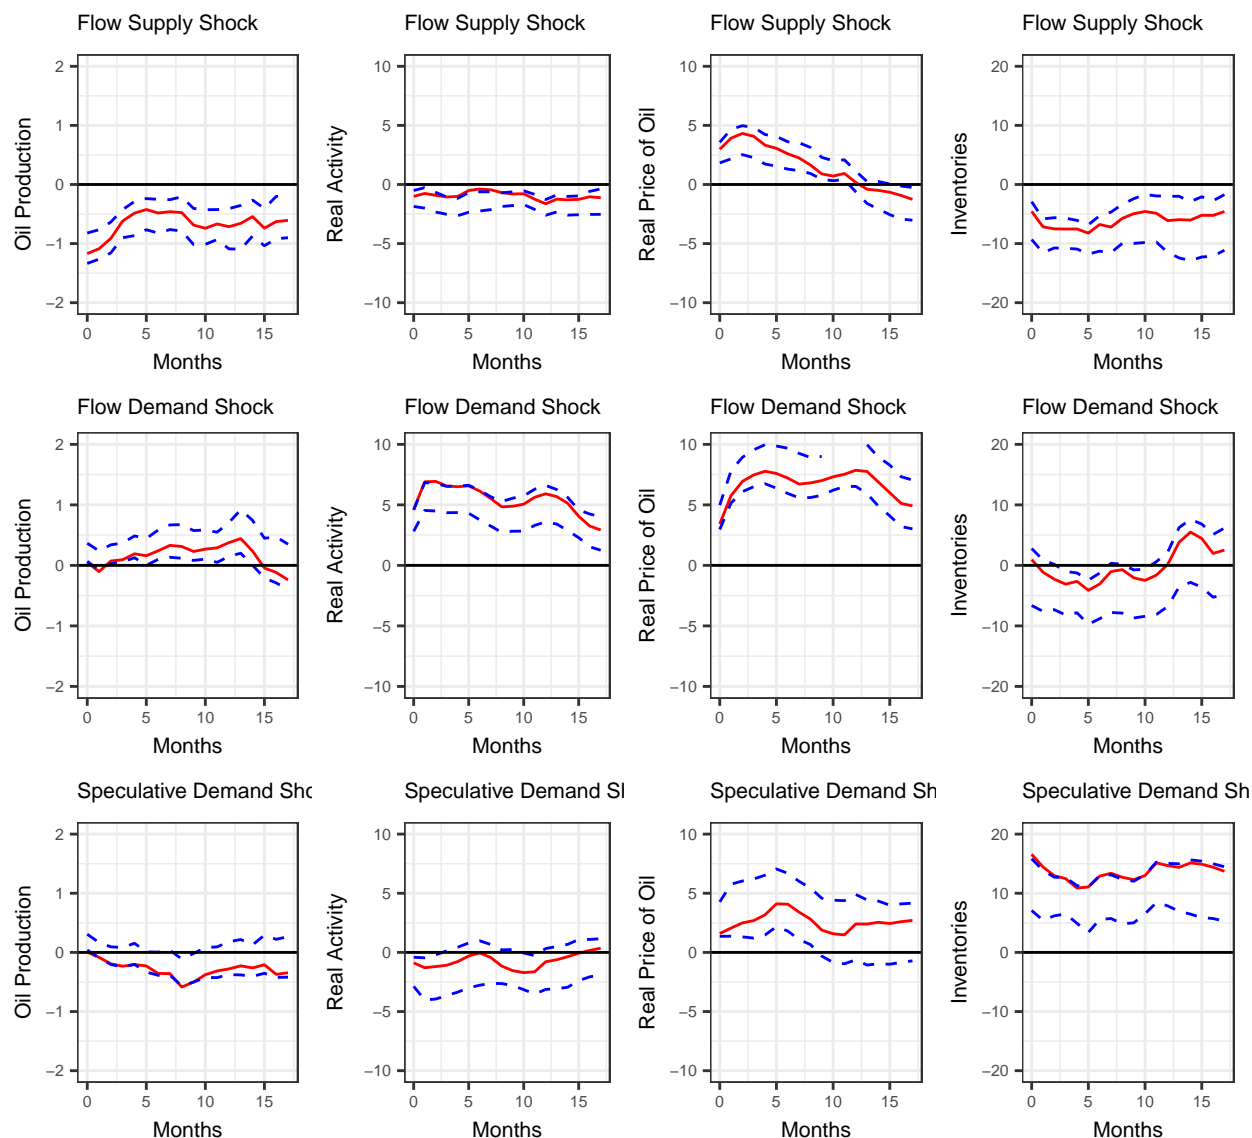 Flow Supply Shock
Flow Supply Shock
Flow Supply Shock
Flow Supply Shock
Oil Production
2
1
0
−1
−2
0 5 10 15
Months
Real Activity
10
5
0
−5
−10
0 5 10 15
Months
Real Price of Oil
10
5
0
−5
−10
0 5 10 15
Months
Inventories
20
10
0
−10
−20
0 5 10 15
Months
Flow Demand Shock
Flow Demand Shock
Flow Demand Shock
Flow Demand Shock
Oil Production
2
1
0
−1
−2
0 5 10 15
Months
Real Activity
10
5
0
−5
−10
0 5 10 15
Months
Real Price of Oil
10
5
0
−5
−10
0 5 10 15
Months
Inventories
20
10
0
−10
−20
0 5 10 15
Months
Speculative Demand Sho
Speculative Demand Sl
Speculative Demand Sh
Speculative Demand Sh
Oil Production
2
1
0
−1
−2
0 5 10 15
Months
Real Activity
10
5
0
−5
−10
0 5 10 15
Months
Real Price of Oil
10
5
0
−5
−10
0 5 10 15
Months
Inventories
20
10
0
−10
−20
0 5 10 15
Months